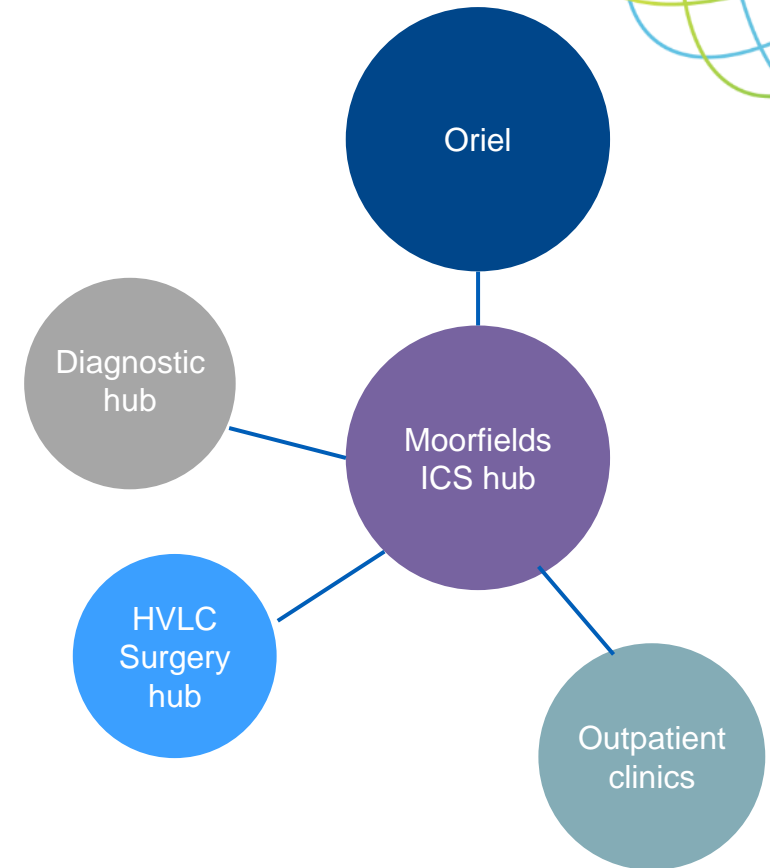 Oriel
Diagnostic
hub
Moorfields
ICS hub
HVLC
Surgery
hub
Outpatient
clinics